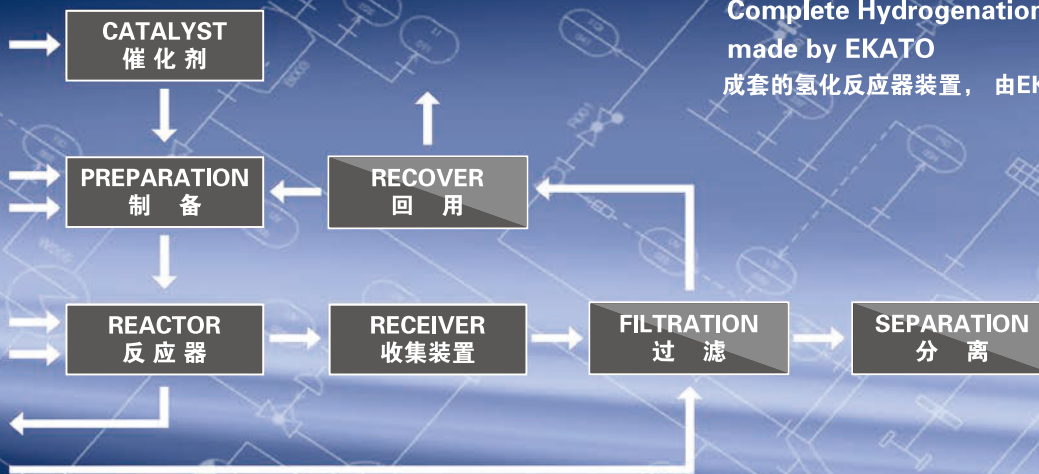 Complete Hydrogenation
made by EKATO
成套的氢化反应器装置， 由EK
CATALYST
催化剂
PREPARATION
制 备
RECOVER
回 用
REACTOR
反应器
RECEIVER
收集装置
FILTRATION
过 滤
SEPARATION
分 离